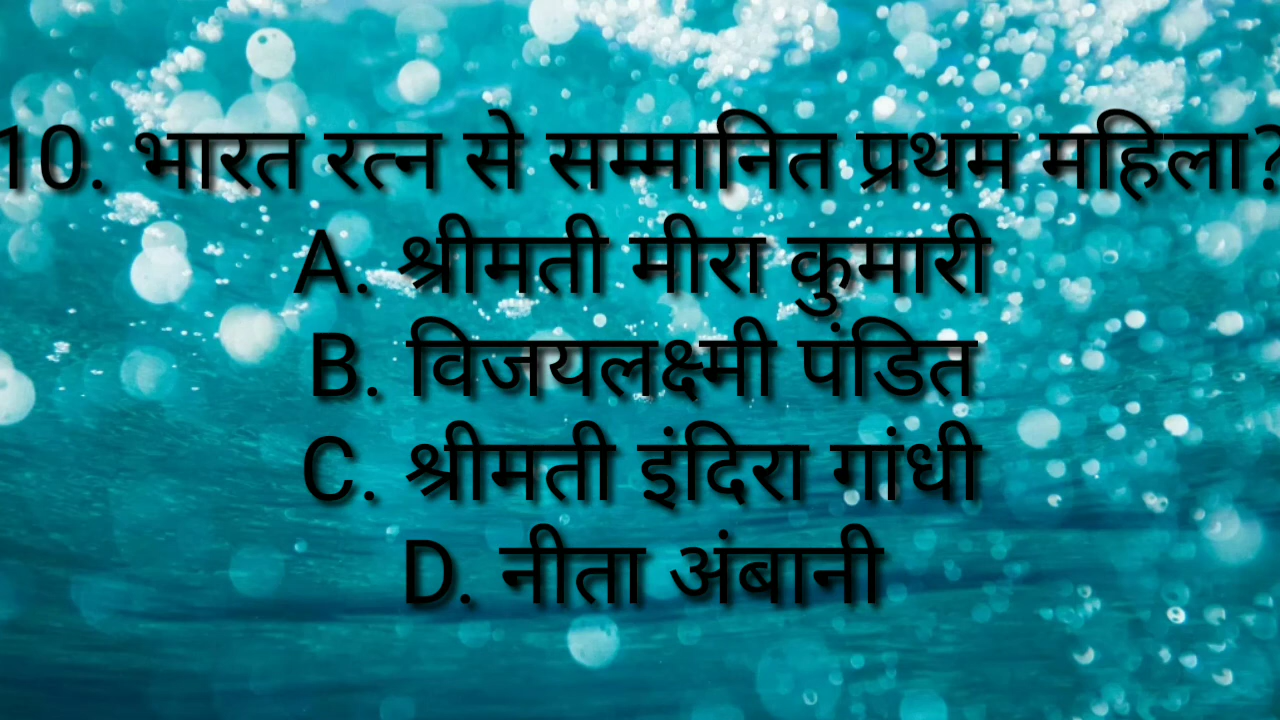 10. भारत रत्न से सम्मानित प्रथम महिला?
A. श्रीमती मीरा कुमारी
B. विजयलक्ष्मी पंडित
C. श्रीमती इंदिरा गांधी
D. नीता अंबानी